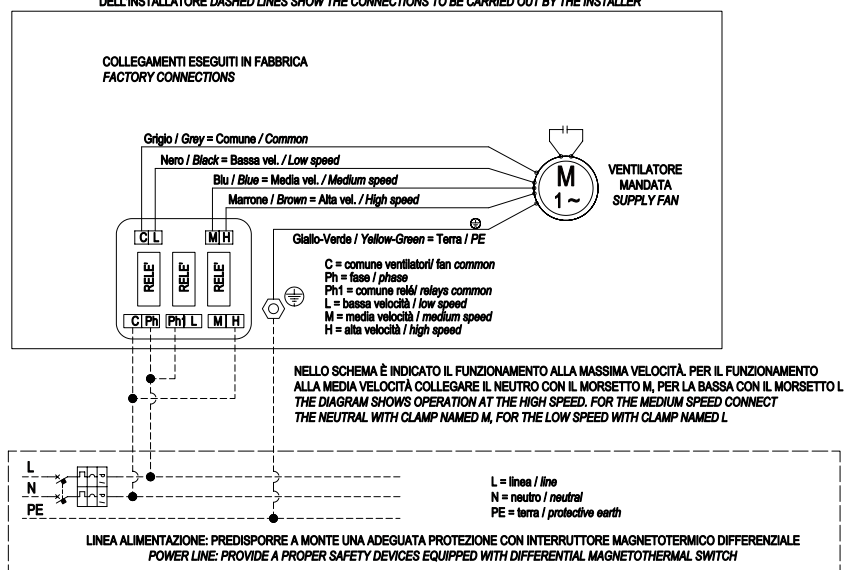 DELL'INSTALLATORE DASHED LINES SHOW THE CONNECTIONS TO BE CARRIED OUT BY THE INSTALLER
COLLEGAMENTI ESEGUITI IN FABBRICA
FACTORY CONNECTIONS
Grigio / Grey = Comune / Common
Nero / Black = Bassa vel. / Low speed
Blu / Blue = Media vel. / Medium speed
Marrone / Brown = Alta vel. / High speed
M
1 ~
VENTILATORE
MANDATA
SUPPLY FAN
Giallo-Verde / Yellow-Green = Terra / PE
C L M H
RELE' RELE' RELE'
C Ph Ph1 L M H
C = comune ventilatori/ fan common
Ph = fase / phase
Ph1 = comune relé/ relays common
L = bassa velocità / low speed
M = media velocità / medium speed
H = alta velocità / high speed
NELLO SCHEMA È INDICATO IL FUNZIONAMENTO ALLA MASSIMA VELOCITÀ. PER IL FUNZIONAMENTO
ALLA MEDIA VELOCITÀ COLLEGARE IL NEUTRO CON IL MORSETTO M, PER LA BASSA CON IL MORSETTO L
THE DIAGRAM SHOWS OPERATION AT THE HIGH SPEED. FOR THE MEDIUM SPEED CONNECT
THE NEUTRAL WITH CLAMP NAMED M, FOR THE LOW SPEED WITH CLAMP NAMED L
L
N
PE
L = linea / line
N = neutro / neutral
PE = terra / protective earth
LINEA ALIMENTAZIONE: PREDISPORRE A MONTE UNA ADEGUATA PROTEZIONE CON INTERRUTTORE MAGNETOTERMICO DIFFERENZIALE
POWER LINE: PROVIDE A PROPER SAFETY DEVICES EQUIPPED WITH DIFFERENTIAL MAGNETOTHERMAL SWITCH